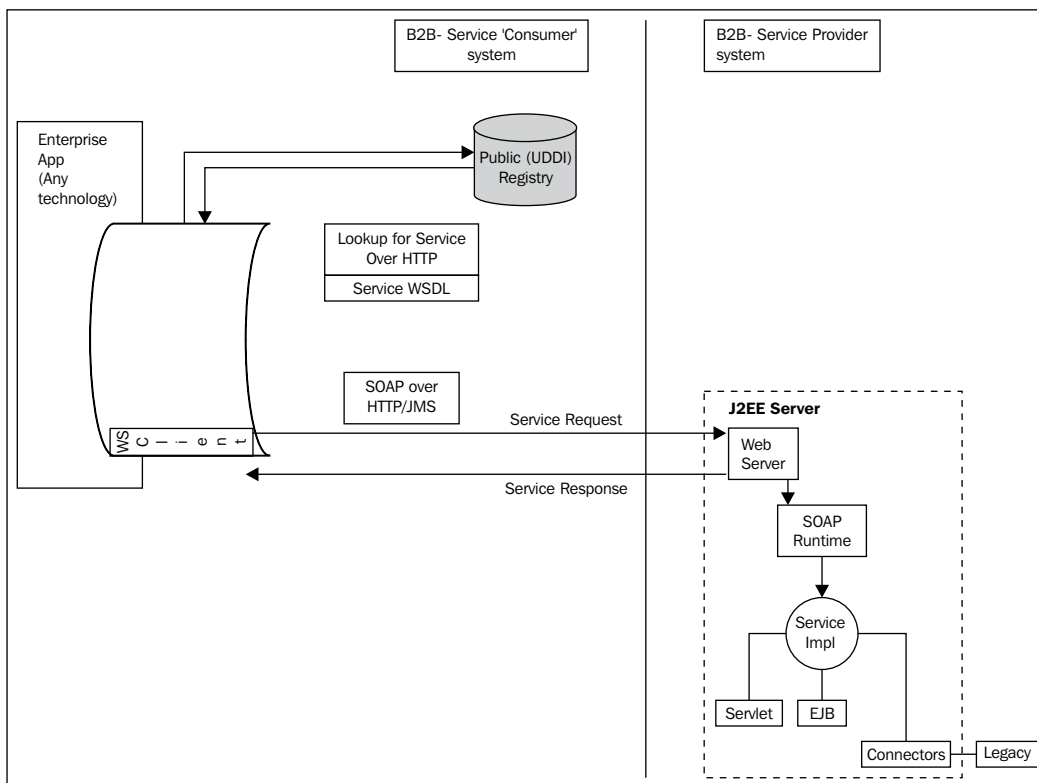 B2B- Service 'Consumer'
system
B2B- Service Provider
system
Enterprise
App
(Any
technology)
Public (UDDI)
Registry
Lookup for Service
Over HTTP
Service WSDL
SOAP over
HTTP/JMS
Service Request
WS
Client
Service Response
J2EE Server
Web
Server
SOAP
Runtime
Service
Impl
Servlet
EJB
Connectors
Legacy